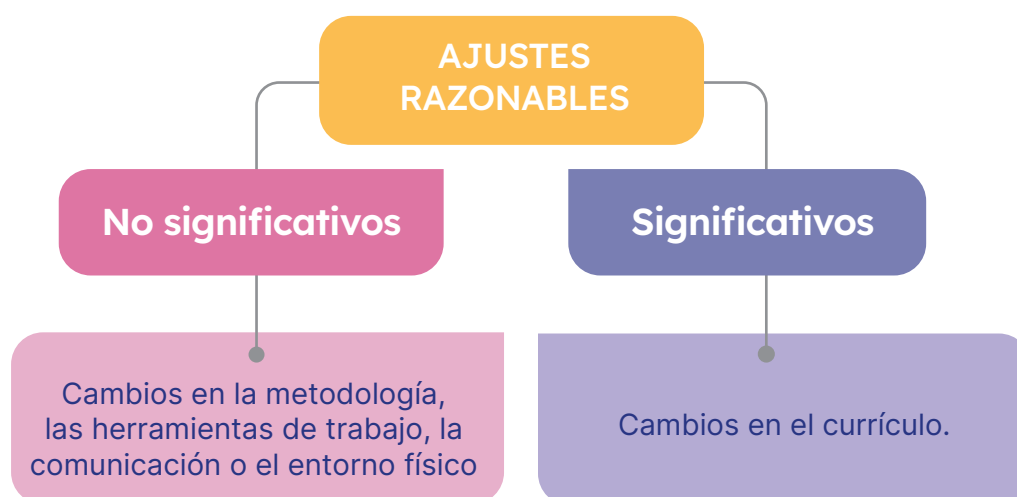 AJUSTES
RAZONABLES
No significativos
Significativos
Cambios en la metodología,
las herramientas de trabajo, la
comunicación o el entorno físico
Cambios en el currículo.